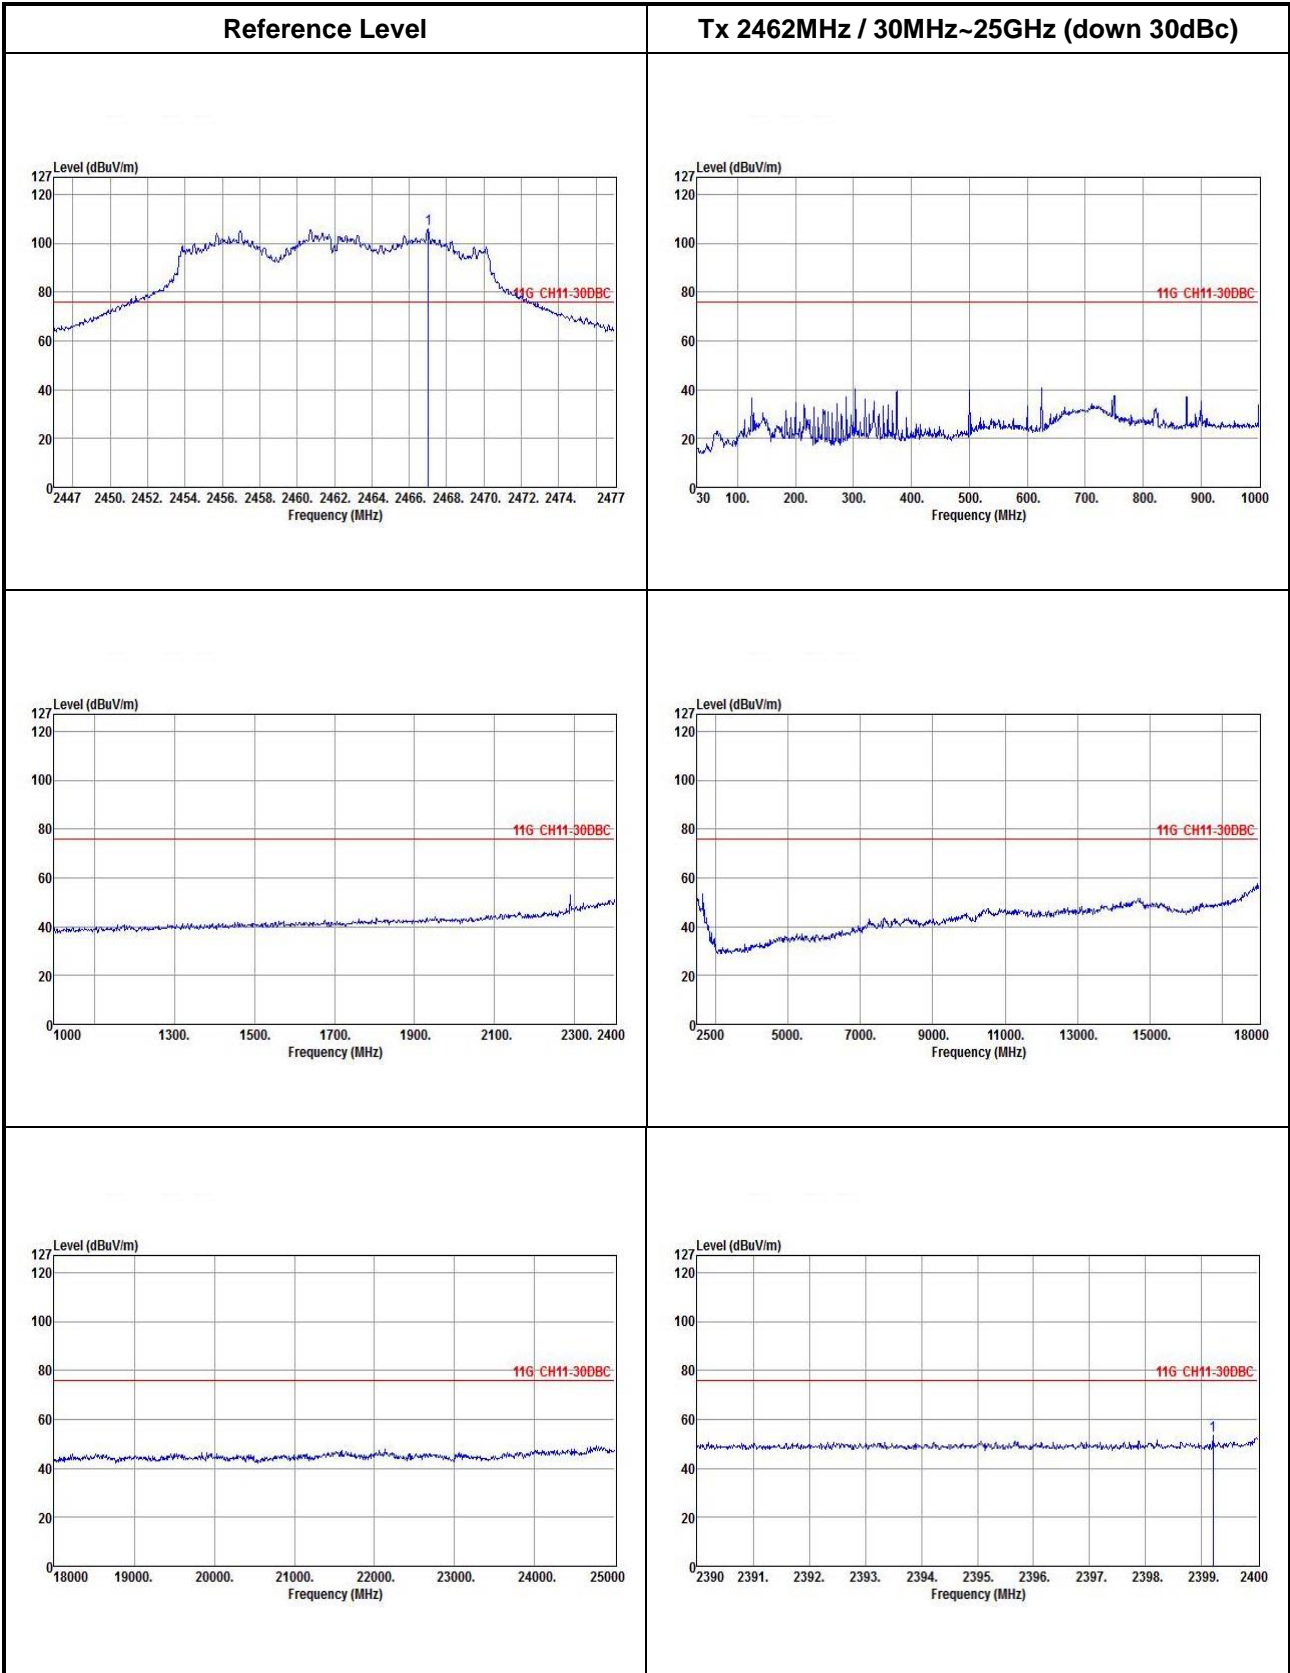 Reference Level
Tx 2462MHz / 30MHz~25GHz (down 30dBc)
Level (dBuV/m)
127
120
100
80
60
40
20
0
1
11G CH11-30DBC
2447 2450. 2452. 2454. 2456. 2458. 2460. 2462. 2464. 2466. 2468. 2470. 2472. 2474. 2477
Frequency (MHz)
Level (dBuV/m)
127
120
100
80
60
40
20
0
11G CH11-30DBC
30 100. 200. 300. 400. 500. 600. 700. 800. 900. 1000
Frequency (MHz)
Level (dBuV/m)
127
120
100
80
60
40
20
0
11G CH11-30DBC
1000 1300. 1500. 1700. 1900. 2100. 2300. 2400
Frequency (MHz)
Level (dBuV/m)
127
120
100
80
60
40
20
0
11G CH11-30DBC
2500 5000. 7000. 9000. 11000. 13000. 15000. 18000
Frequency (MHz)
Level (dBuV/m)
127
120
100
80
60
40
20
0
11G CH11-30DBC
18000 19000. 20000. 21000. 22000. 23000. 24000. 25000
Frequency (MHz)
Level (dBuV/m)
127
120
100
80
60
40
20
0
11G CH11-30DBC
1
2390 2391. 2392. 2393. 2394. 2395. 2396. 2397. 2398. 2399. 2400
Frequency (MHz)